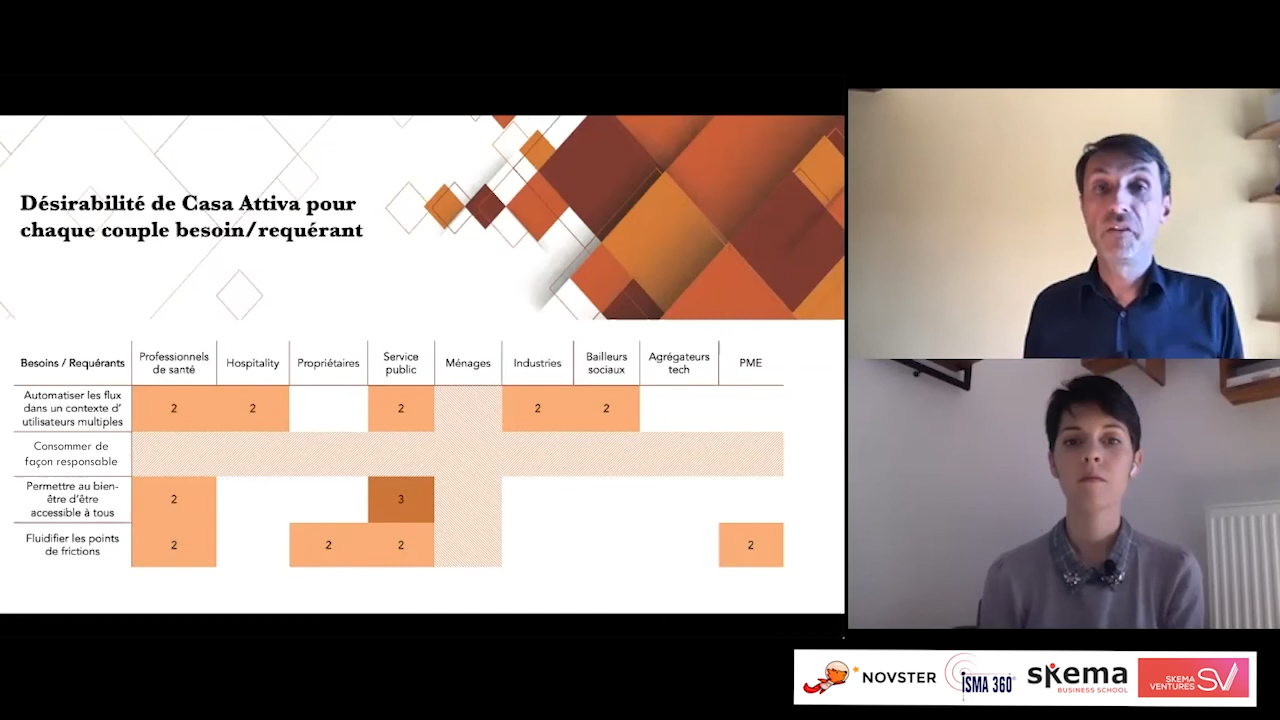 Désirabilité de Casa Attiva pour
chaque couple besoin/requérant
Besoins / Requérants
Professionnels
de santé
Hospitality
Propriétaires
Service
public
Ménages
Industries
Bailleurs
sociaux
Agrégateurs
tech
PME
Automatiser les flux
dans un contexte d'
utilisateurs multiples
2
2
2
2
2
Consommer de
façon responsable
Permettre au bien-
être d'être
accessible à tous
2
3
Fluidifier les points
de frictions
2
2
2
2
NOVSTER
iSMA 360°
skema
BUSINESS SCHOOL
SKEMA
VENTURES
SV